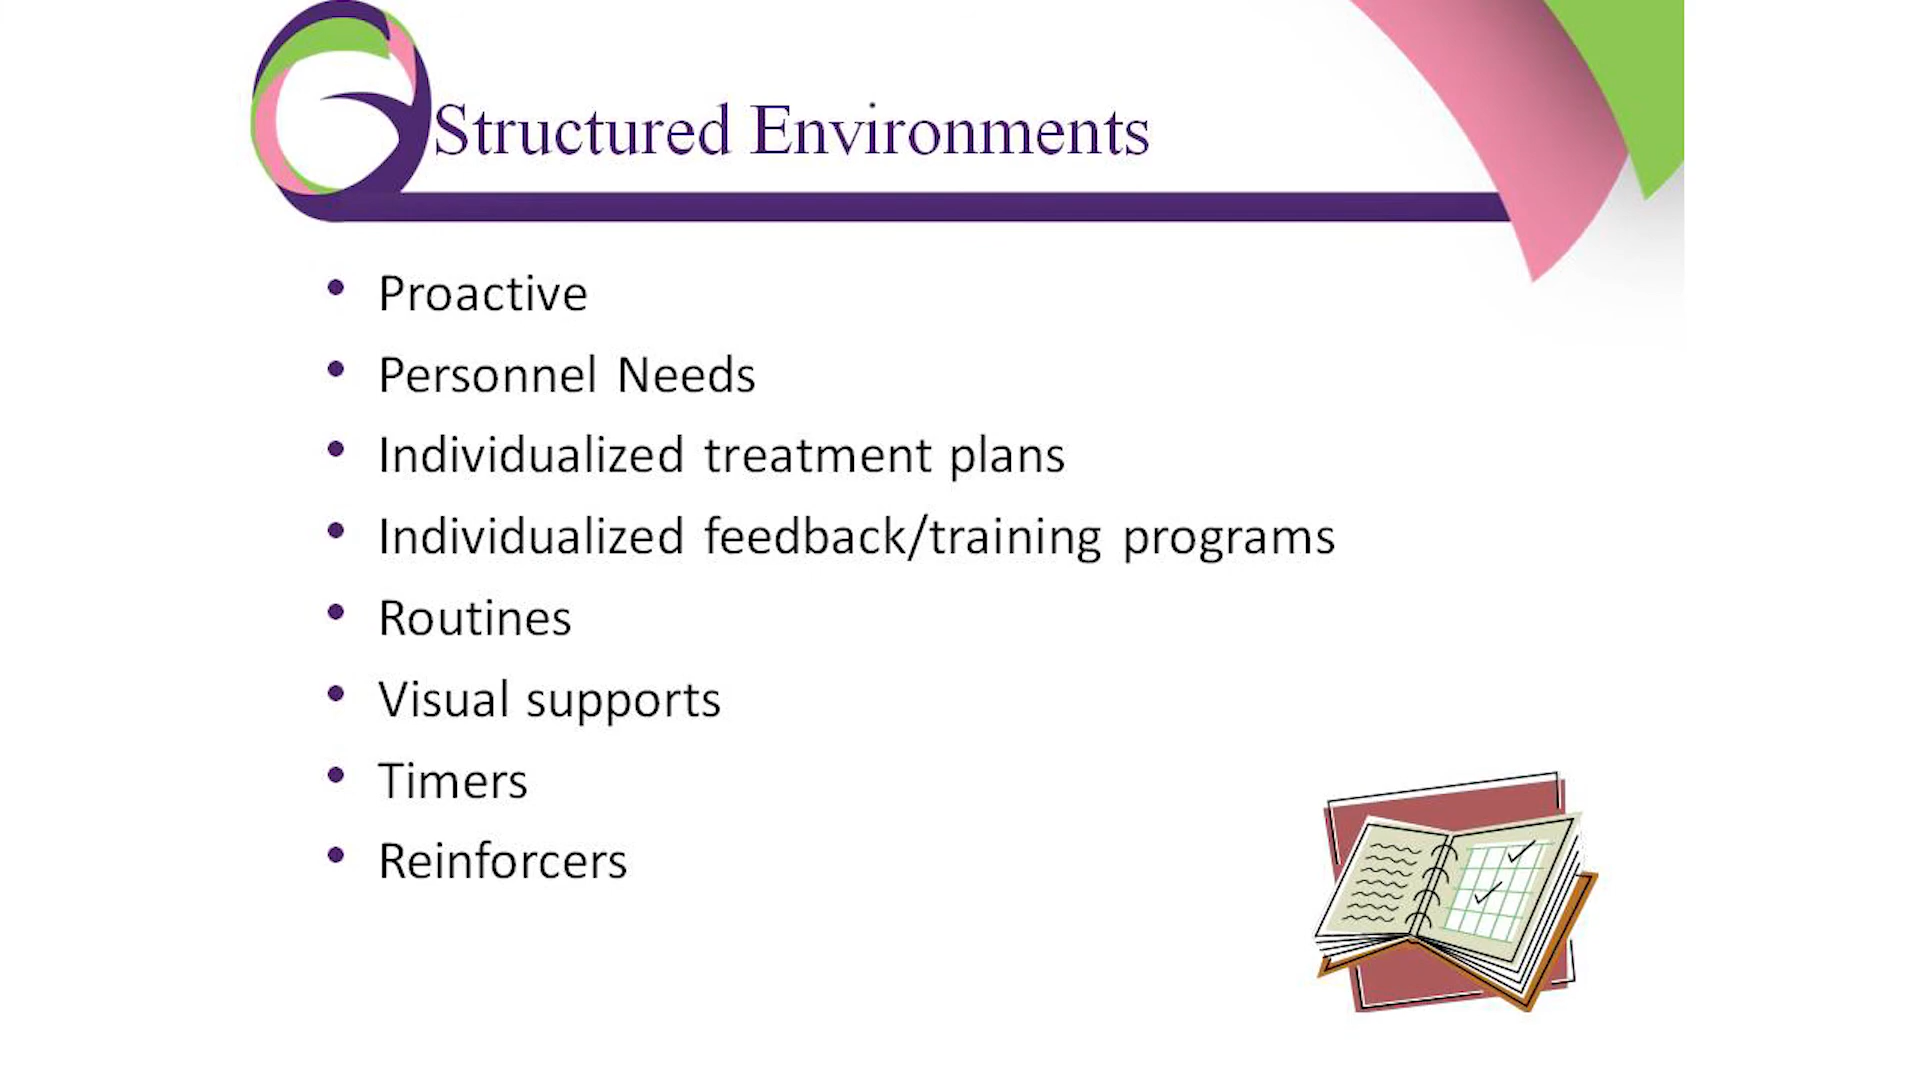 Structured Environments
Proactive
Personnel Needs
Individualized treatment plans
Individualized feedback/training programs
Routines
Visual supports
Timers
Reinforcers